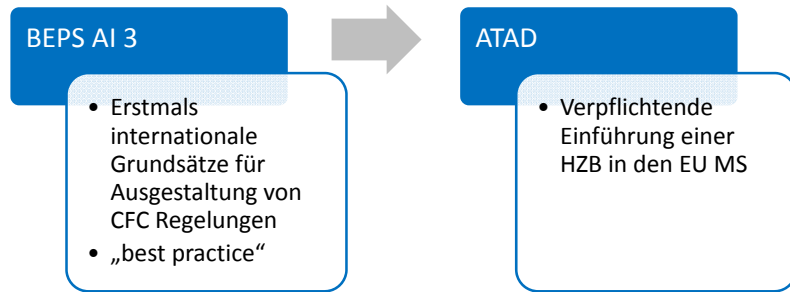 BEPS AI 3
• Erstmals
internationale
Grundsätze für
Ausgestaltung von
CFC Regelungen
• „best practice“
ATAD
• Verpflichtende
Einführung einer
HZB in den EU MS